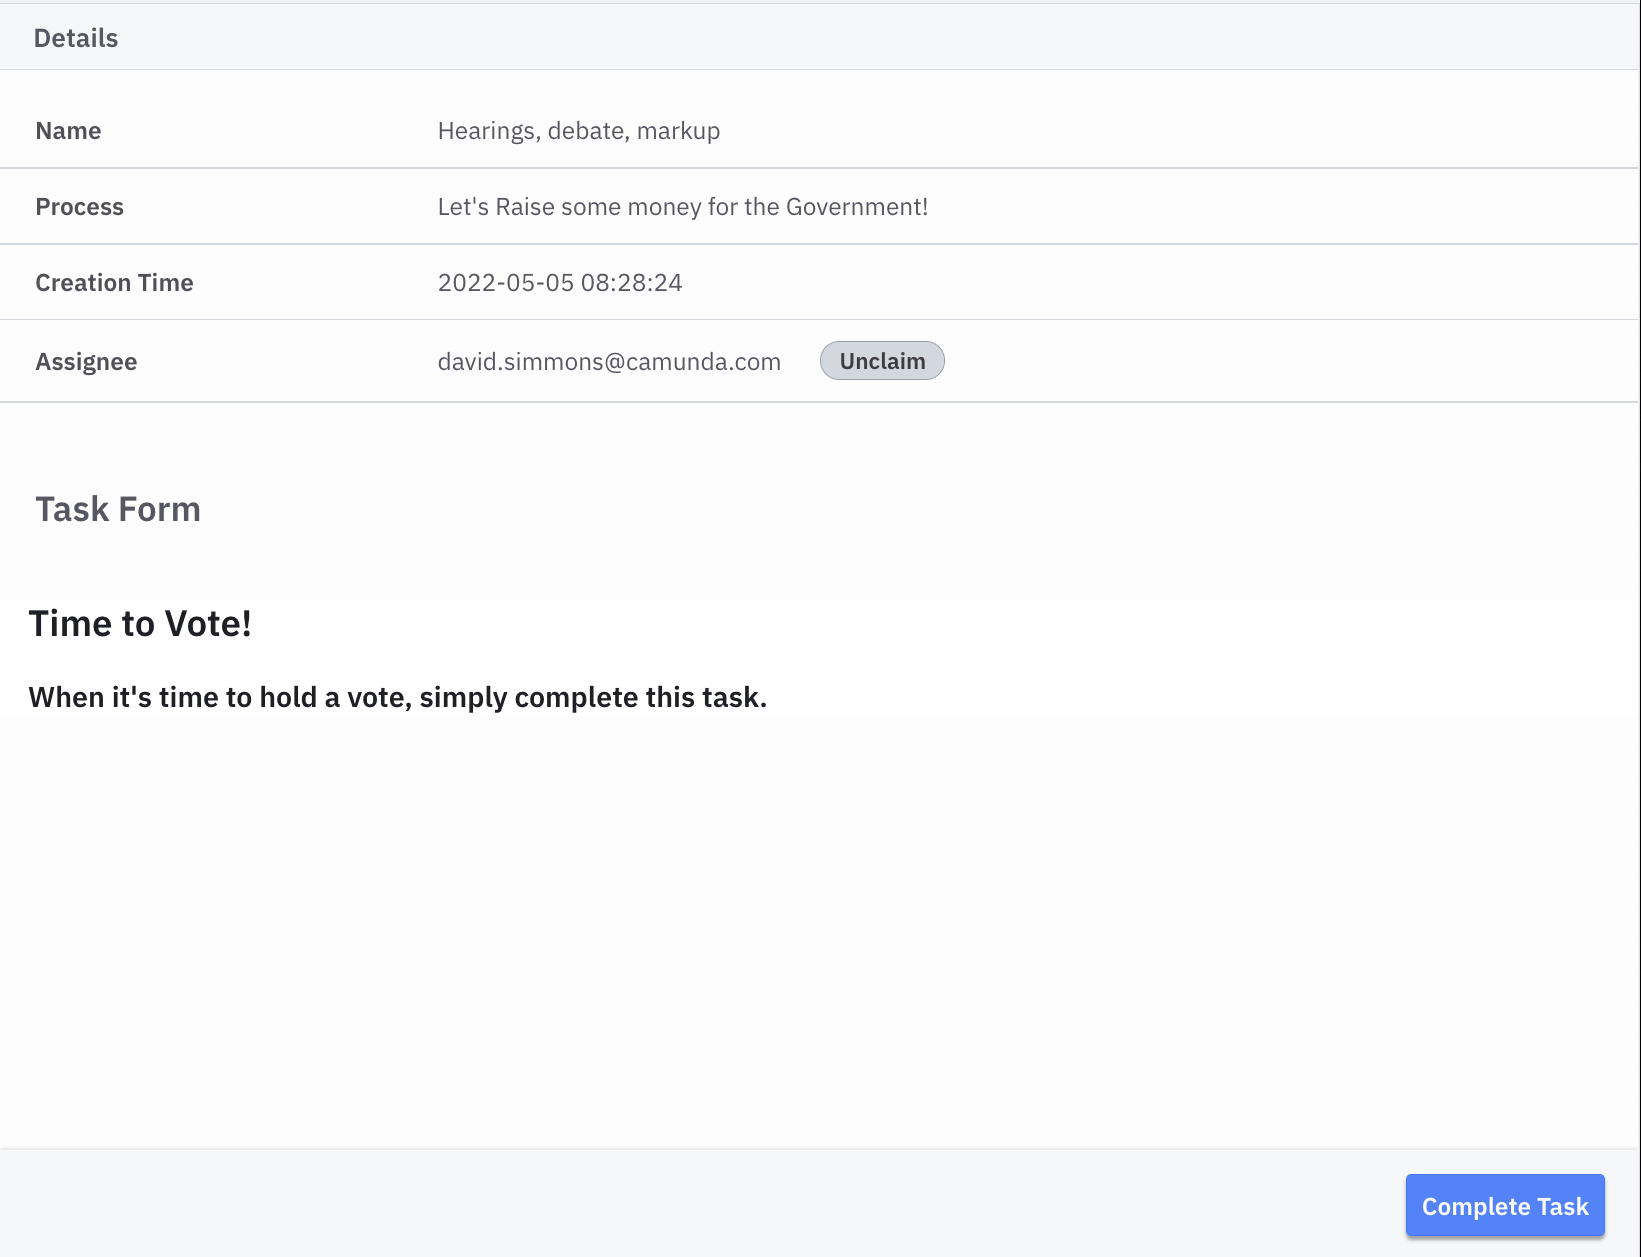 Details
Name Hearings, debate, markup
Process Let's Raise some money for the Government!
Creation Time 2022-05-05 08:28:24
Assignee david.simmons@camunda.com Unclaim
Task Form
Time to Vote!
When it's time to hold a vote, simply complete this task.
Complete Task